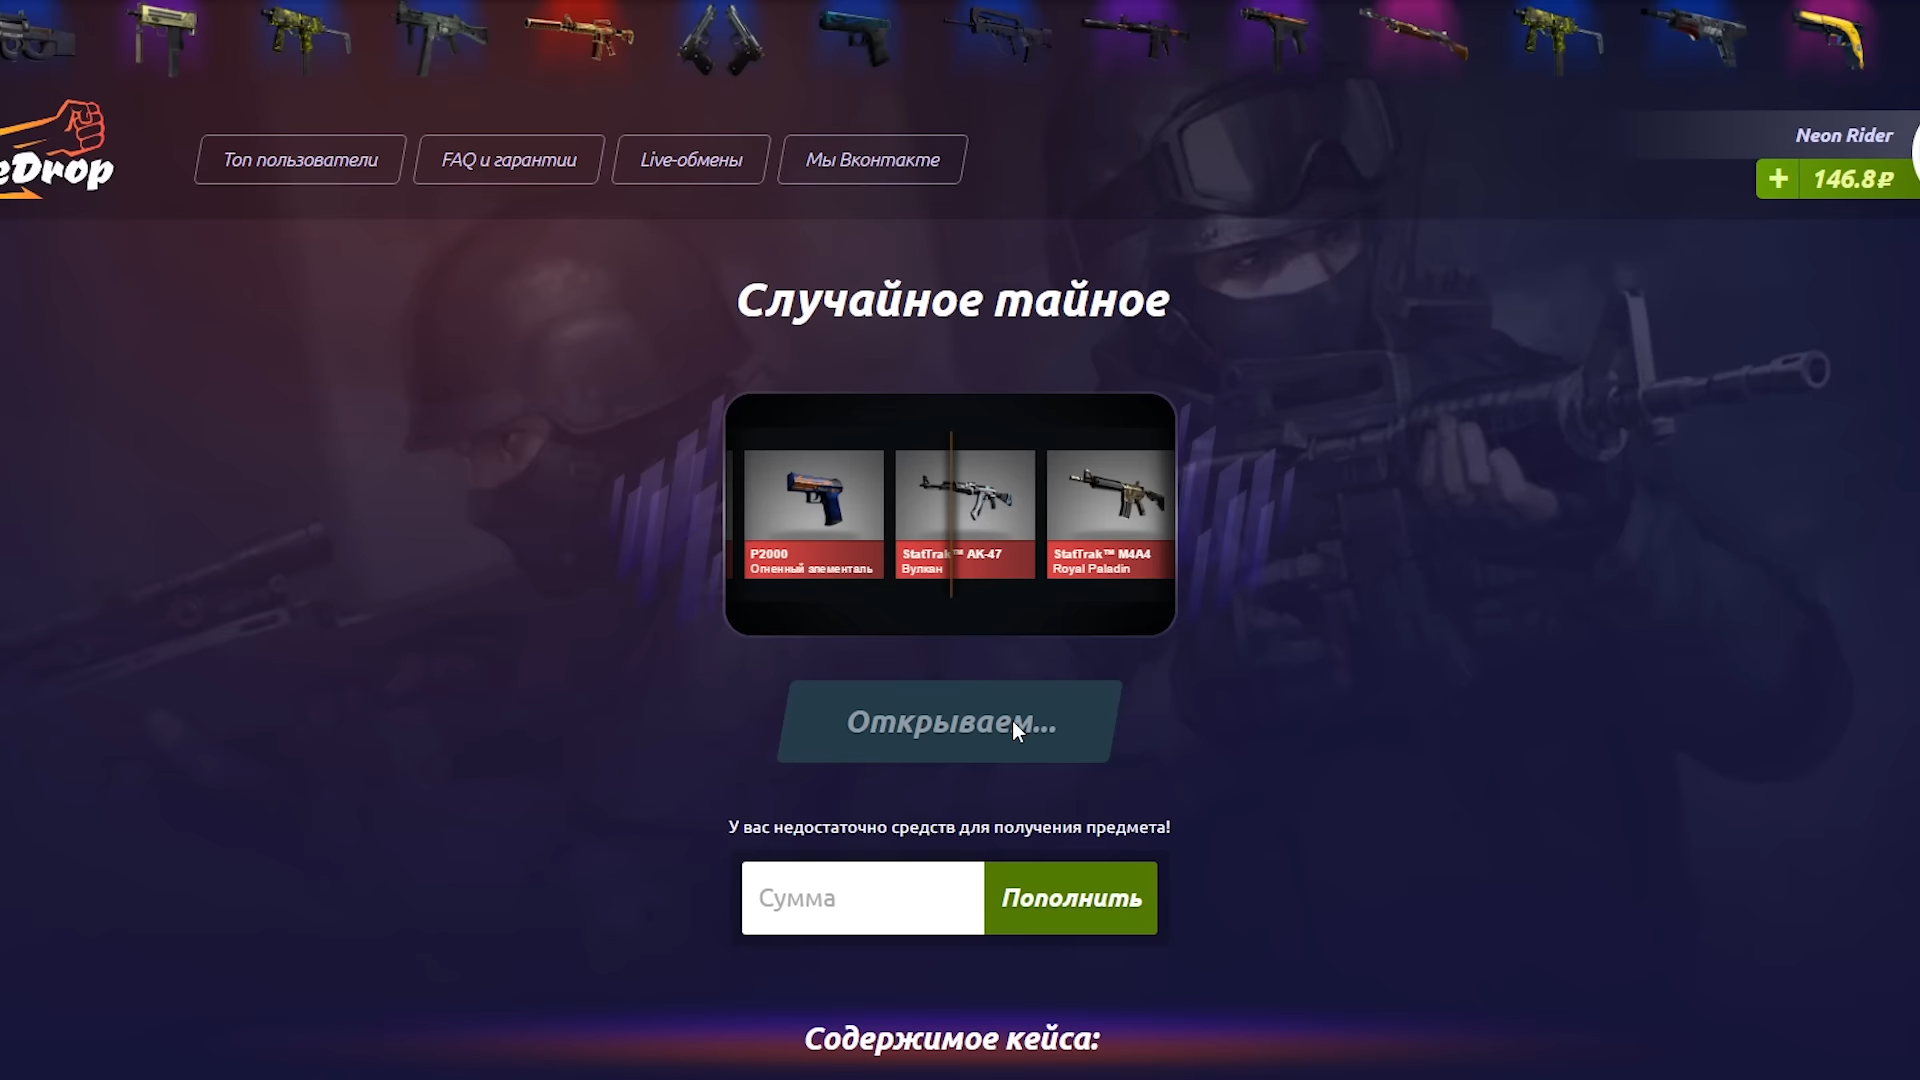 eDrop
Топ пользователи
FAQ и гарантии
Live-обмены
Мы Вконтакте
Neon Rider
+ 146.8₽
Случайное тайное
P2000
Огненный элементаль
StatTrak™ AK-47
Вулкан
StatTrak™ M4A4
Royal Paladin
Открываем...
У вас недостаточно средств для получения предмета!
Сумма
Пополнить
Содержимое кейса: